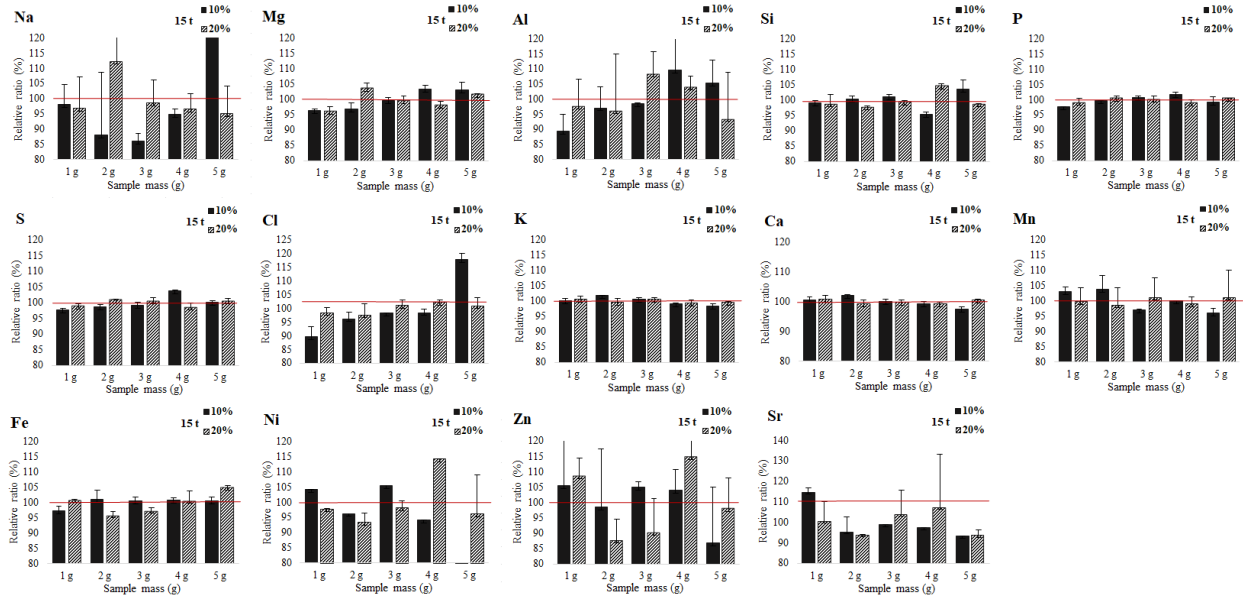 Na
15 t
10%
20%
Relative ratio (%)
120
115
110
105
100
95
90
85
80
1 g 2 g 3 g 4 g 5 g
Sample mass (g)
Mg
15 t
10%
20%
Relative ratio (%)
120
115
110
105
100
95
90
85
80
1 g 2 g 3 g 4 g 5 g
Sample mass (g)
Al
15 t
10%
20%
Relative ratio (%)
120
115
110
105
100
95
90
85
80
1 g 2 g 3 g 4 g 5 g
Sample mass (g)
Si
15 t
10%
20%
Relative ratio (%)
120
115
110
105
100
95
90
85
80
1 g 2 g 3 g 4 g 5 g
Sample mass (g)
P
15 t
10%
20%
Relative ratio (%)
120
115
110
105
100
95
90
85
80
1 g 2 g 3 g 4 g 5 g
Sample mass (g)
S
15 t
10%
20%
Relative ratio (%)
120
115
110
105
100
95
90
85
80
1 g 2 g 3 g 4 g 5 g
Sample mass (g)
Cl
15 t
10%
20%
Relative ratio (%)
125
120
115
110
105
100
95
90
85
80
1 g 2 g 3 g 4 g 5 g
Sample mass (g)
K
15 t
10%
20%
Relative ratio (%)
120
115
110
105
100
95
90
85
80
1 g 2 g 3 g 4 g 5 g
Sample mass (g)
Ca
15 t
10%
20%
Relative ratio (%)
120
115
110
105
100
95
90
85
80
1 g 2 g 3 g 4 g 5 g
Sample mass (g)
Mn
15 t
10%
20%
Relative ratio (%)
120
115
110
105
100
95
90
85
80
1 g 2 g 3 g 4 g 5 g
Sample mass (g)
Fe
15 t
10%
20%
Relative ratio (%)
120
115
110
105
100
95
90
85
80
1 g 2 g 3 g 4 g 5 g
Sample mass (g)
Ni
15 t
10%
20%
Relative ratio (%)
120
115
110
105
100
95
90
85
80
1 g 2 g 3 g 4 g 5 g
Sample mass (g)
Zn
15 t
10%
20%
Relative ratio (%)
120
115
110
105
100
95
90
85
80
1 g 2 g 3 g 4 g 5 g
Sample mass (g)
Sr
15 t
10%
20%
Relative ratio (%)
140
130
120
110
100
90
80
1 g 2 g 3 g 4 g 5 g
Sample mass (g)